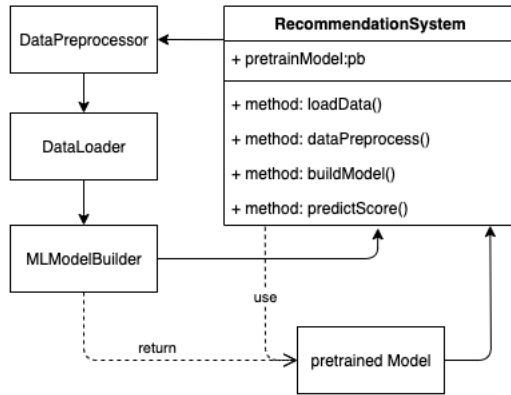 DataPreprocessor
RecommendationSystem
+ pretrainModel:pb
+ method: loadData()
DataLoader
+ method: dataPreprocess()
+ method: buildModel()
+ method: predictScore()
MLModelBuilder
use
return
pretrained Model